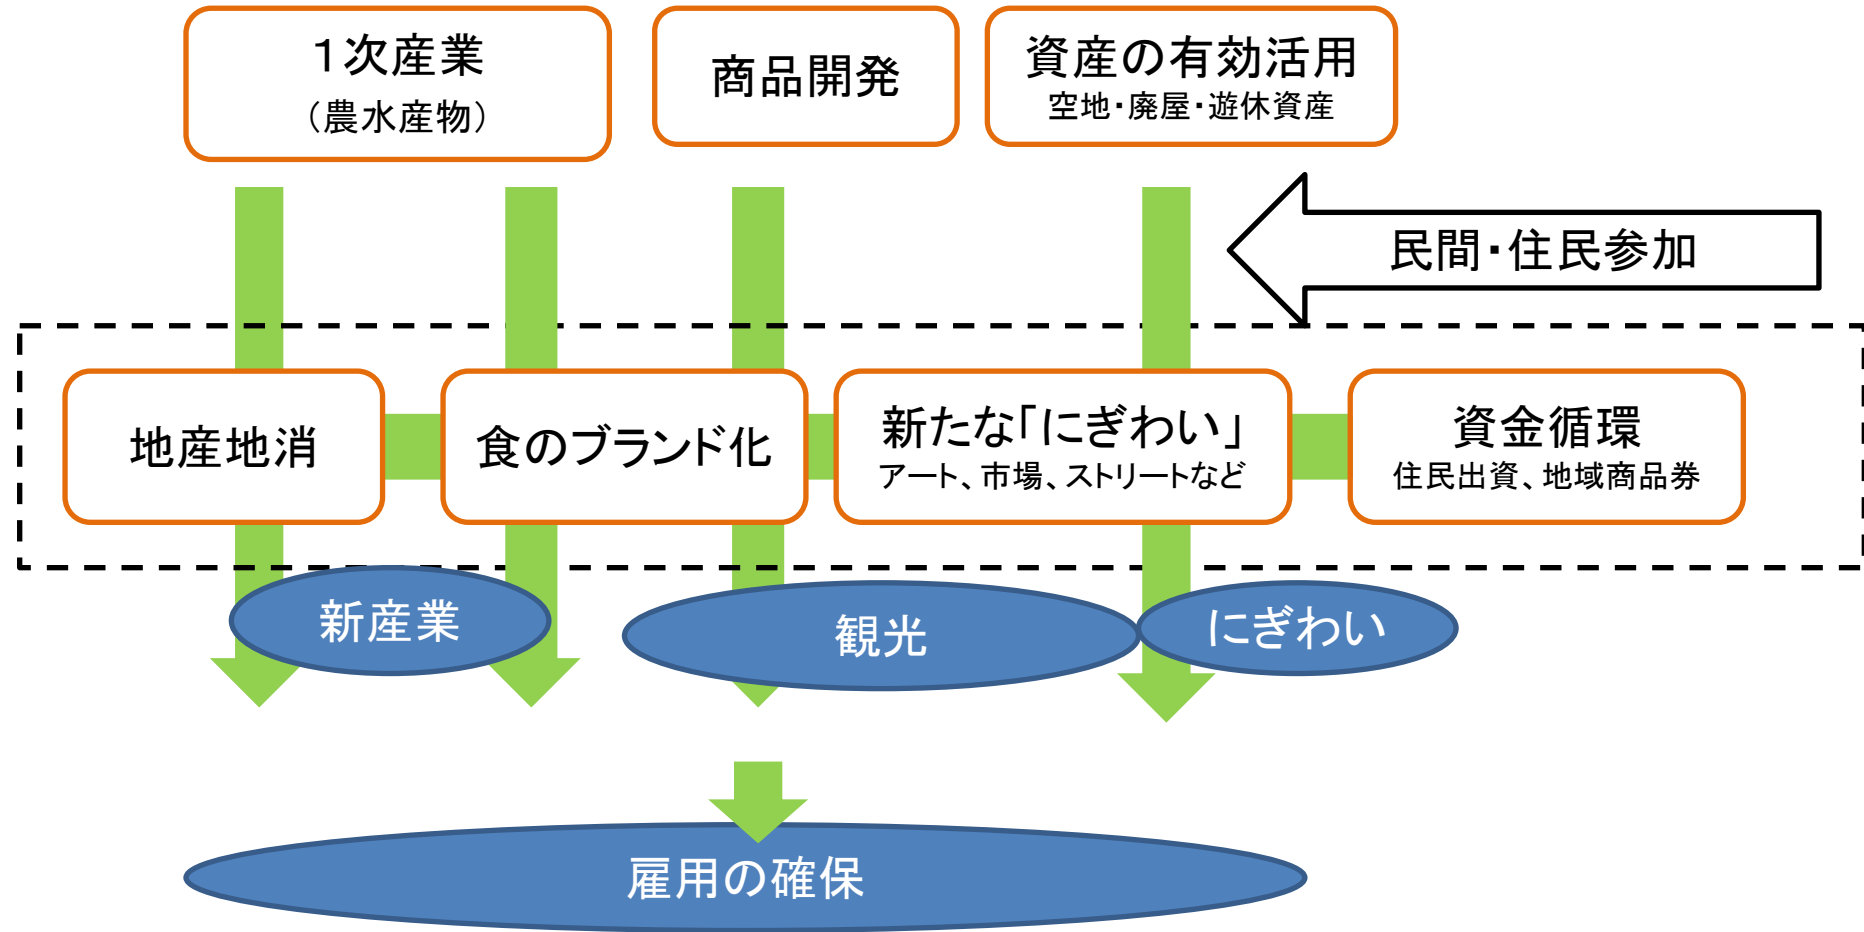 １次産業
（農水産物）
商品開発
資産の有効活用
空地・廃屋・遊休資産
民間・住民参加
地産地消
食のブランド化
新たな「にぎわい」
アート、市場、ストリートなど
資金循環
住民出資、地域商品券
新産業
観光
にぎわい
雇用の確保